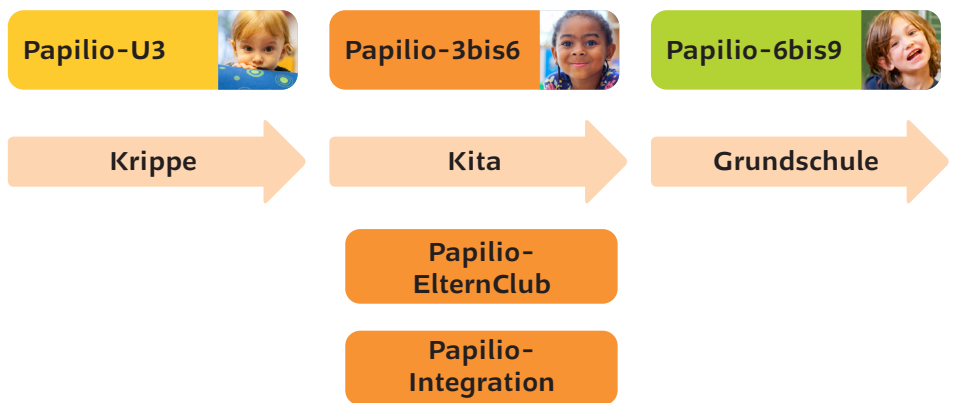 Papilio-U3
Papilio-3bis6
Papilio-6bis9
Krippe
Kita
Grundschule
Papilio-
ElternClub
Papilio-
Integration